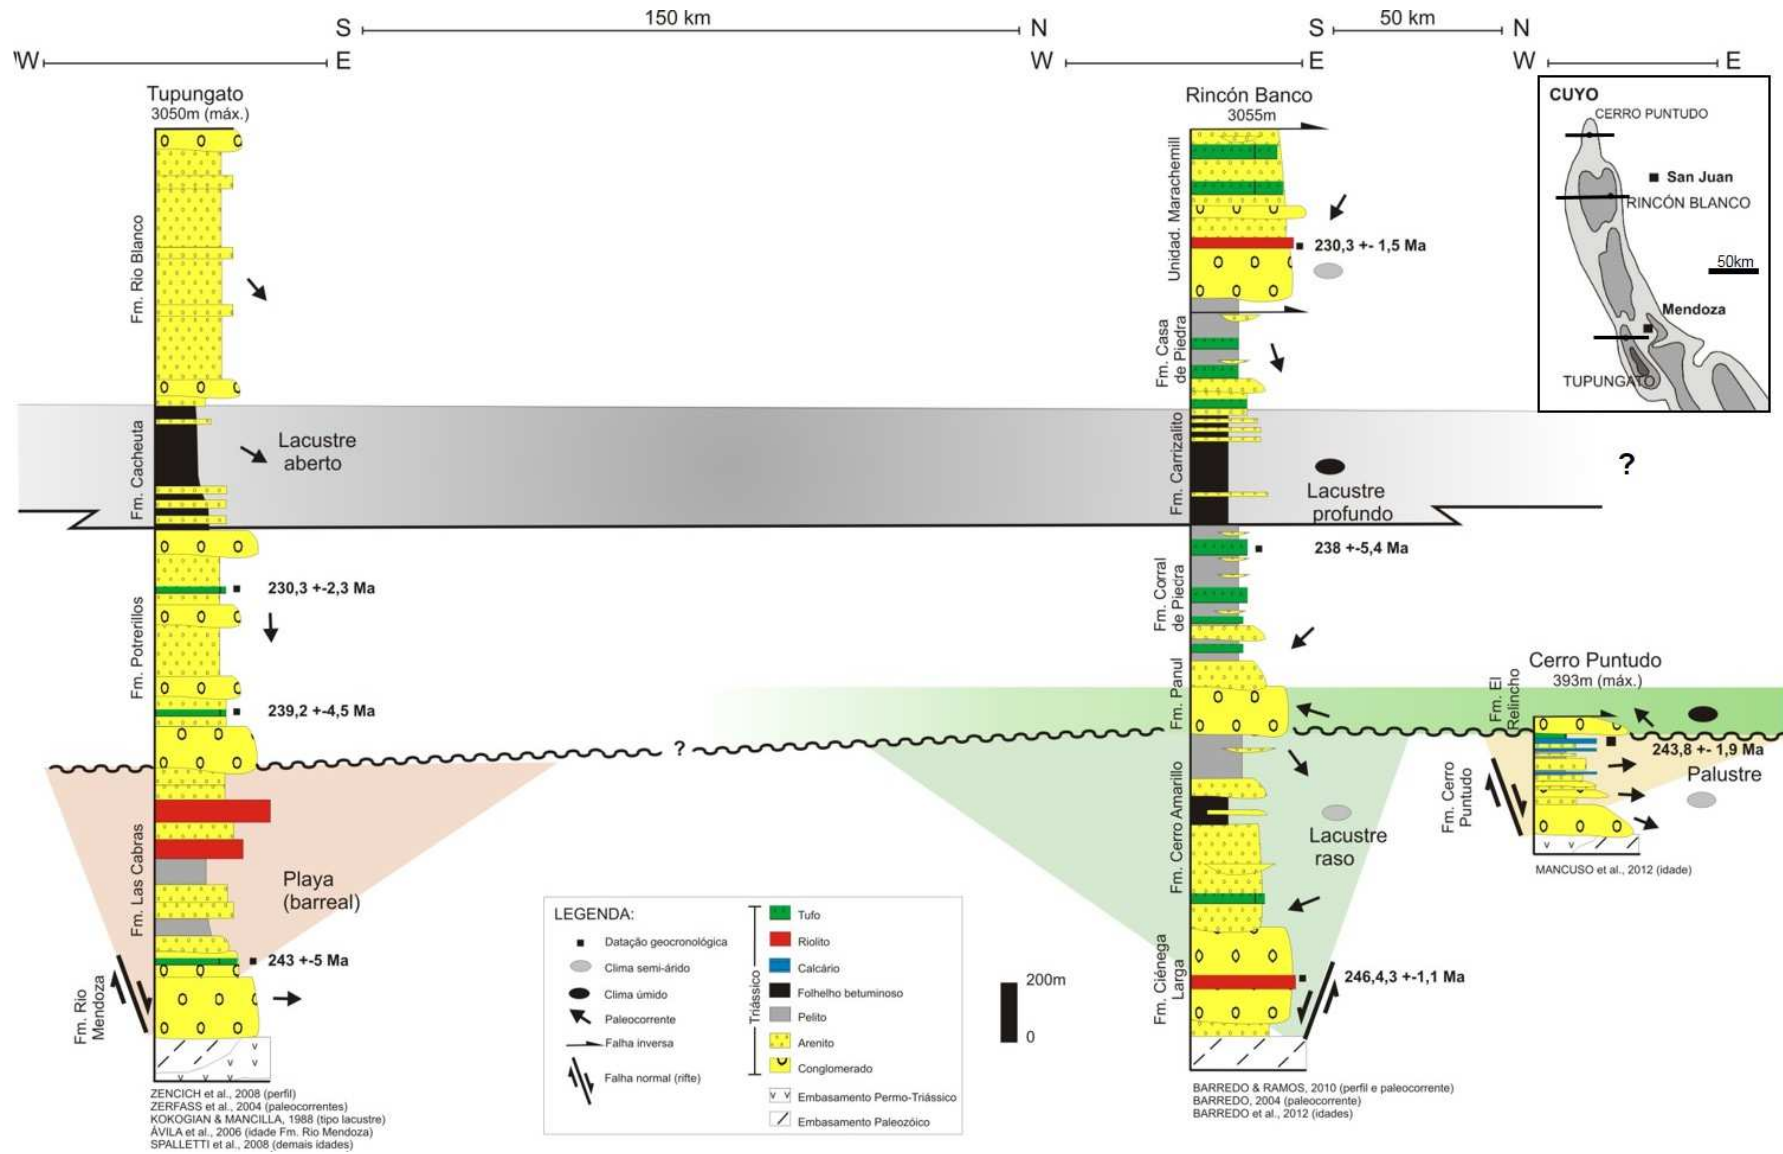 S 150 km N
S 50 km N
W E
W E
W E
Tupungato
3050m (máx.)
Fm. Rio Blanco
Fm. Cacheuta
Lacustre
aberto
Fm. Potrerillos
230,3 +-2,3 Ma
239,2 +-4,5 Ma
Fm. Las Cabras
Playa
(barreal)
243 +-5 Ma
Fm. Rio
Mendoza
ZENCICH et al., 2008 (perfil)
ZERFASS et al., 2004 (paleocorrentes)
KOKOGIAN & MANCILLA, 1988 (tipo lacustre)
ÁVILA et al., 2006 (idade Fm. Rio Mendoza)
SPALLETTI et al., 2008 (demais idades)
?
LEGENDA:
Datação geocronológica
Clima semi-árido
Clima úmido
Paleocorrente
Falha inversa
Falha normal (rifte)
Triássico
Tufo
Riolito
Calcário
Folhelho betuminoso
Pelito
Arenito
Conglomerado
Embasamento Permo-Triássico
Embasamento Paleozóico
200m
0
Rincón Banco
3055m
Unidad. Marachemill
230,3 +- 1,5 Ma
Fm. Casa
de Piedra
Fm. Carrizalito
Lacustre
profundo
238 +-5,4 Ma
Fm. Corral
de Piedra
Fm. Panul
Fm. Cerro Amarillo
Lacustre
raso
Fm. Ciénega
Larga
246,4,3 +-1,1 Ma
BARREDO & RAMOS, 2010 (perfil e paleocorrente)
BARREDO, 2004 (paleocorrente)
BARREDO et al., 2012 (idades)
CUYO
CERRO PUNTUDO
San Juan
RINCÓN BLANCO
50km
Mendoza
TUPUNGATO
?
Cerro Puntudo
393m (máx.)
Fm. El
Relincho
243,8 +- 1,9 Ma
Palustre
Fm. Cerro
Puntudo
MANCUSO et al., 2012 (idade)